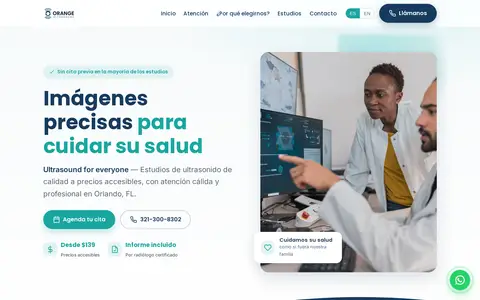 ORANGE
Inicio
Atención
¿Por qué elegirnos?
Estudios
Contacto
ES
EN
Llámanos
Sin cita previa en la mayoría de los estudios
Imágenes
precisas para
cuidar su salud
Ultrasound for everyone — Estudios de ultrasonido de
calidad a precios accesibles, con atención cálida y
profesional en Orlando, FL.
Agenda tu cita
321-300-8302
Desde $139
Precios accesibles
Informe incluido
Por radiólogo certificado
Cuidamos su salud
como si fuera nuestra
familia